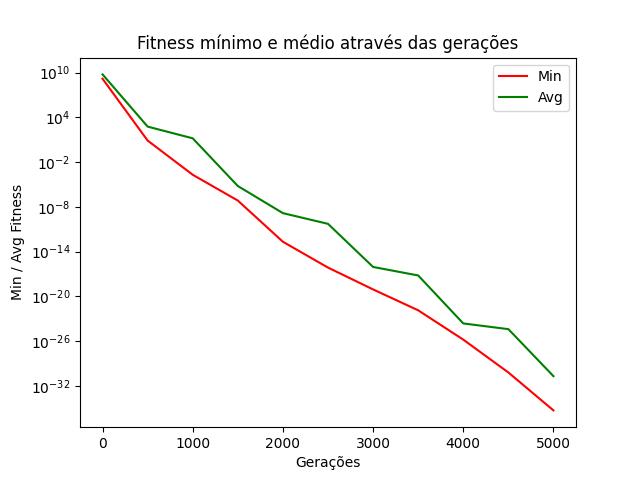 Fitness mínimo e médio através das gerações
Min
Avg
Min / Avg Fitness
10^10
10^4
10^−2
10^−8
10^−14
10^−20
10^−26
10^−32
0 1000 2000 3000 4000 5000
Gerações